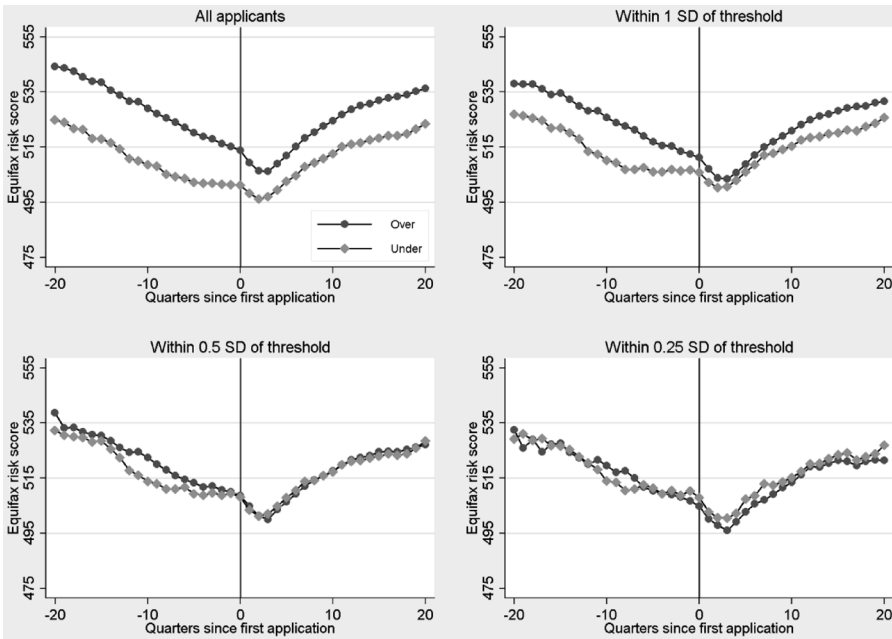 All applicants
Equifax risk score
555
535
515
495
475
-20
-10
0
10
20
Quarters since first application
Over
Under
Within 1 SD of threshold
Equifax risk score
555
535
515
495
475
-20
-10
0
10
20
Quarters since first application
Within 0.5 SD of threshold
Equifax risk score
555
535
515
495
475
-20
-10
0
10
20
Quarters since first application
Within 0.25 SD of threshold
Equifax risk score
555
535
515
495
475
-20
-10
0
10
20
Quarters since first application